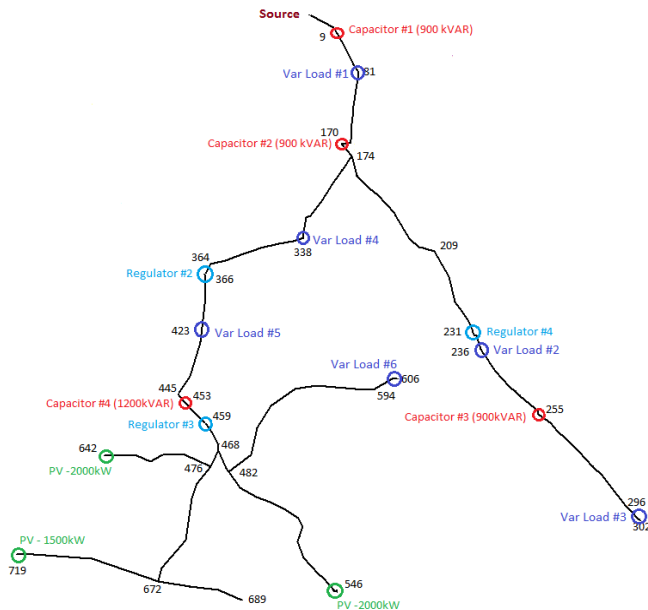 Source
Capacitor #1 (900 kVAR)
9
Var Load #1
81
170
Capacitor #2 (900 kVAR)
174
Var Load #4
338
209
364
Regulator #2
366
423
Var Load #5
231
Regulator #4
236
Var Load #2
Var Load #6
606
594
445
453
Capacitor #4 (1200kVAR)
459
Regulator #3
Capacitor #3 (900kVAR)
255
468
642
476
482
PV -2000kW
296
Var Load #3
302
PV - 1500kW
719
672
689
546
PV -2000kW